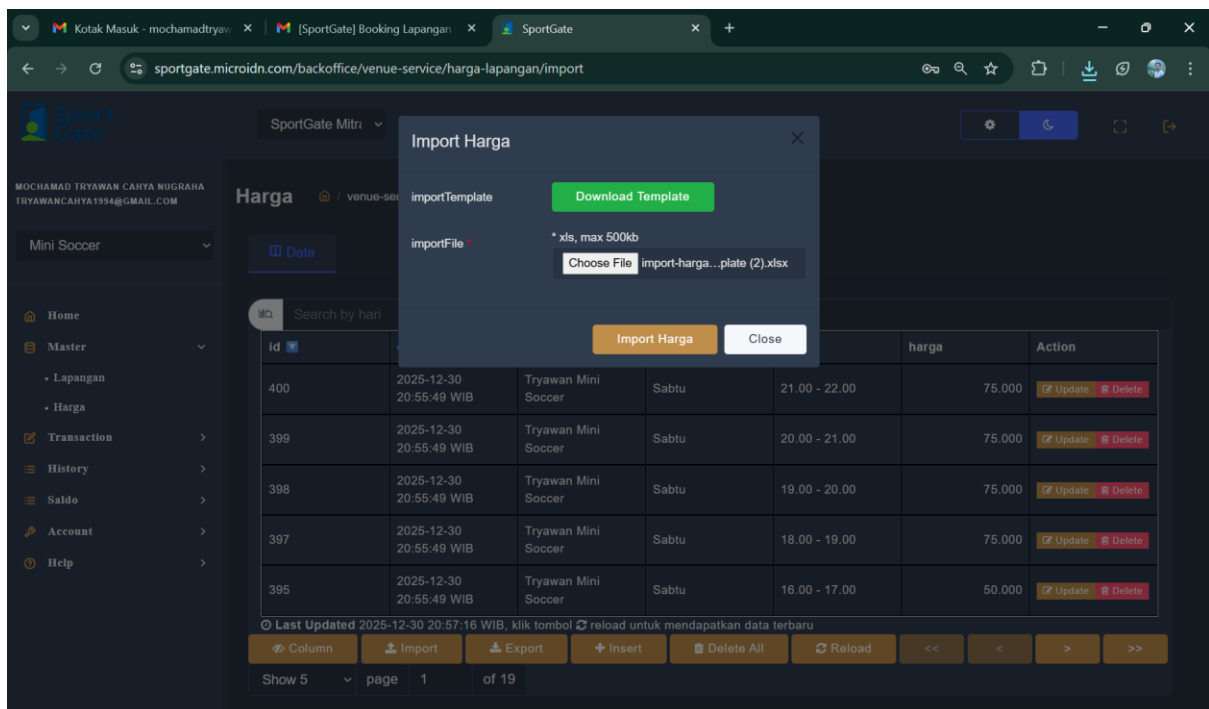 Kotak Masuk - mochamadtryaw
[SportGate] Booking Lapangan
SportGate
sportgate.microidn.com/backoffice/venue-service/harga-lapangan/import
Sport Gate
SportGate Mitra
Import Harga
MOCHAMAD TRYAWAN CAHYA NUGRAHA
TRYAWANCAHYA1994@GMAIL.COM
Harga / venue-ser
importTemplate Download Template
Mini Soccer
Data
* xls, max 500kb
importFile * Choose File import-harga...plate (2).xlsx
Home
Master
• Lapangan
• Harga
Transaction
History
Saldo
Account
Help
Search by hari
Import Harga Close
id harga Action
400 2025-12-30 20:55:49 WIB Tryawan Mini Soccer Sabtu 21.00 - 22.00 75.000 Update Delete
399 2025-12-30 20:55:49 WIB Tryawan Mini Soccer Sabtu 20.00 - 21.00 75.000 Update Delete
398 2025-12-30 20:55:49 WIB Tryawan Mini Soccer Sabtu 19.00 - 20.00 75.000 Update Delete
397 2025-12-30 20:55:49 WIB Tryawan Mini Soccer Sabtu 18.00 - 19.00 75.000 Update Delete
395 2025-12-30 20:55:49 WIB Tryawan Mini Soccer Sabtu 16.00 - 17.00 50.000 Update Delete
Last Updated 2025-12-30 20:57:16 WIB, klik tombol reload untuk mendapatkan data terbaru
Column Import Export + Insert Delete All Reload << < > >>
Show 5 page 1 of 19